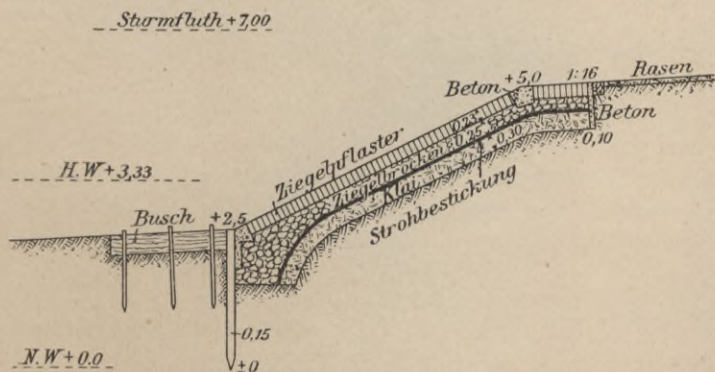 Sturmfluth + 7,00
+ 5,0
1:16
Rasen
Beton
Beton
0,10
Ziegelpflaster
0,23
Ziegelbrocken
0,25
Klai
0,30
Strohbestickung
H.W + 3,33
Busch
+ 2,5
0,15
± 0
N.W + 0.0